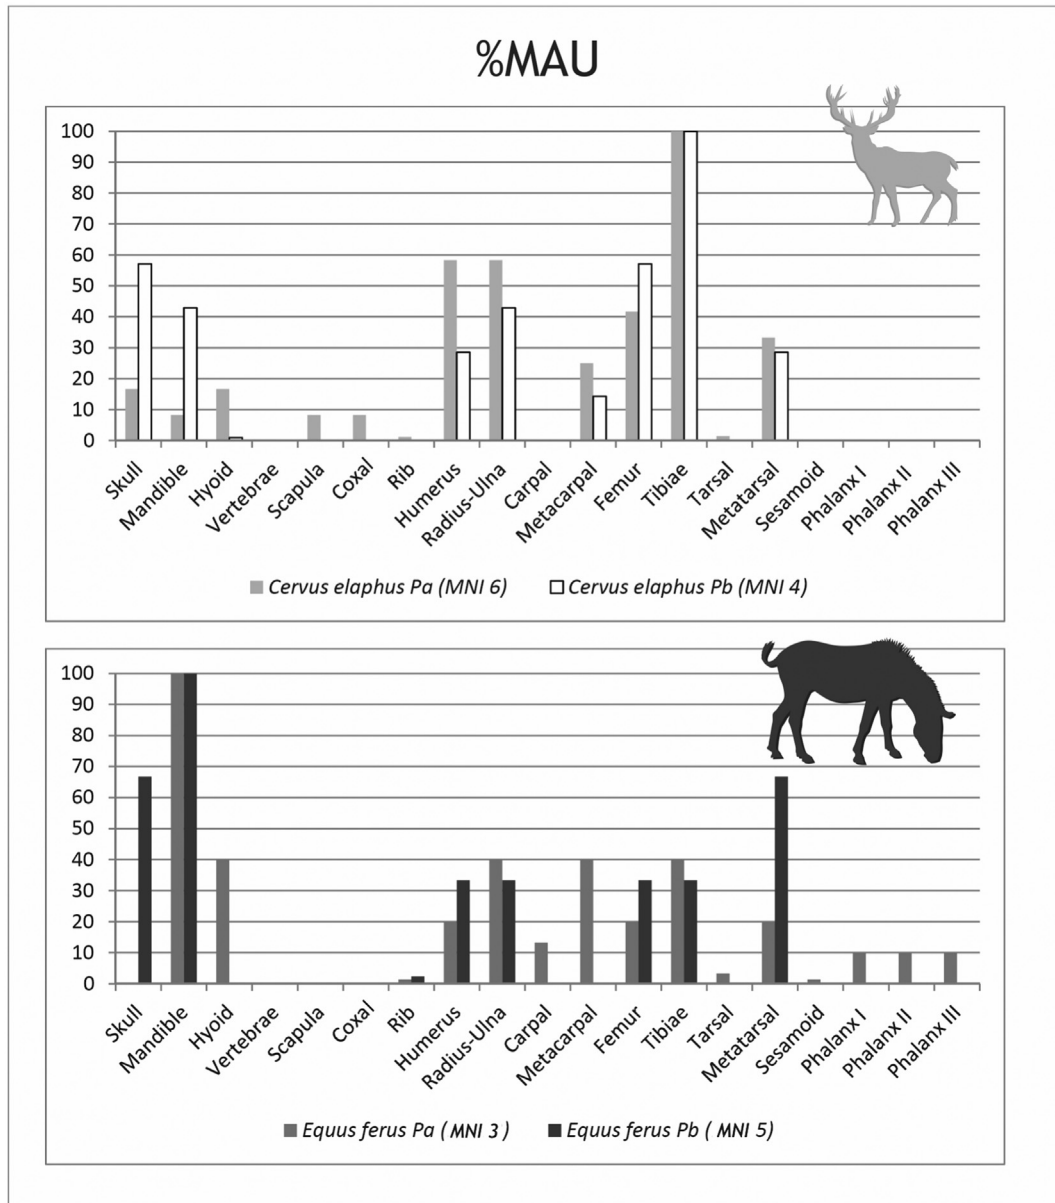 %MAU
100
90
80
70
60
50
40
30
20
10
0
Skull
Mandible
Hyoid
Vertebrae
Scapula
Coxal
Rib
Humerus
Radius-Ulna
Carpal
Metacarpal
Femur
Tibiae
Tarsal
Metatarsal
Sesamoid
Phalanx I
Phalanx II
Phalanx III
Cervus elaphus Pa (MNI 6) Cervus elaphus Pb (MNI 4)
100
90
80
70
60
50
40
30
20
10
0
Skull
Mandible
Hyoid
Vertebrae
Scapula
Coxal
Rib
Humerus
Radius-Ulna
Carpal
Metacarpal
Femur
Tibiae
Tarsal
Metatarsal
Sesamoid
Phalanx I
Phalanx II
Phalanx III
Equus ferus Pa ( MNI 3 ) Equus ferus Pb ( MNI 5)